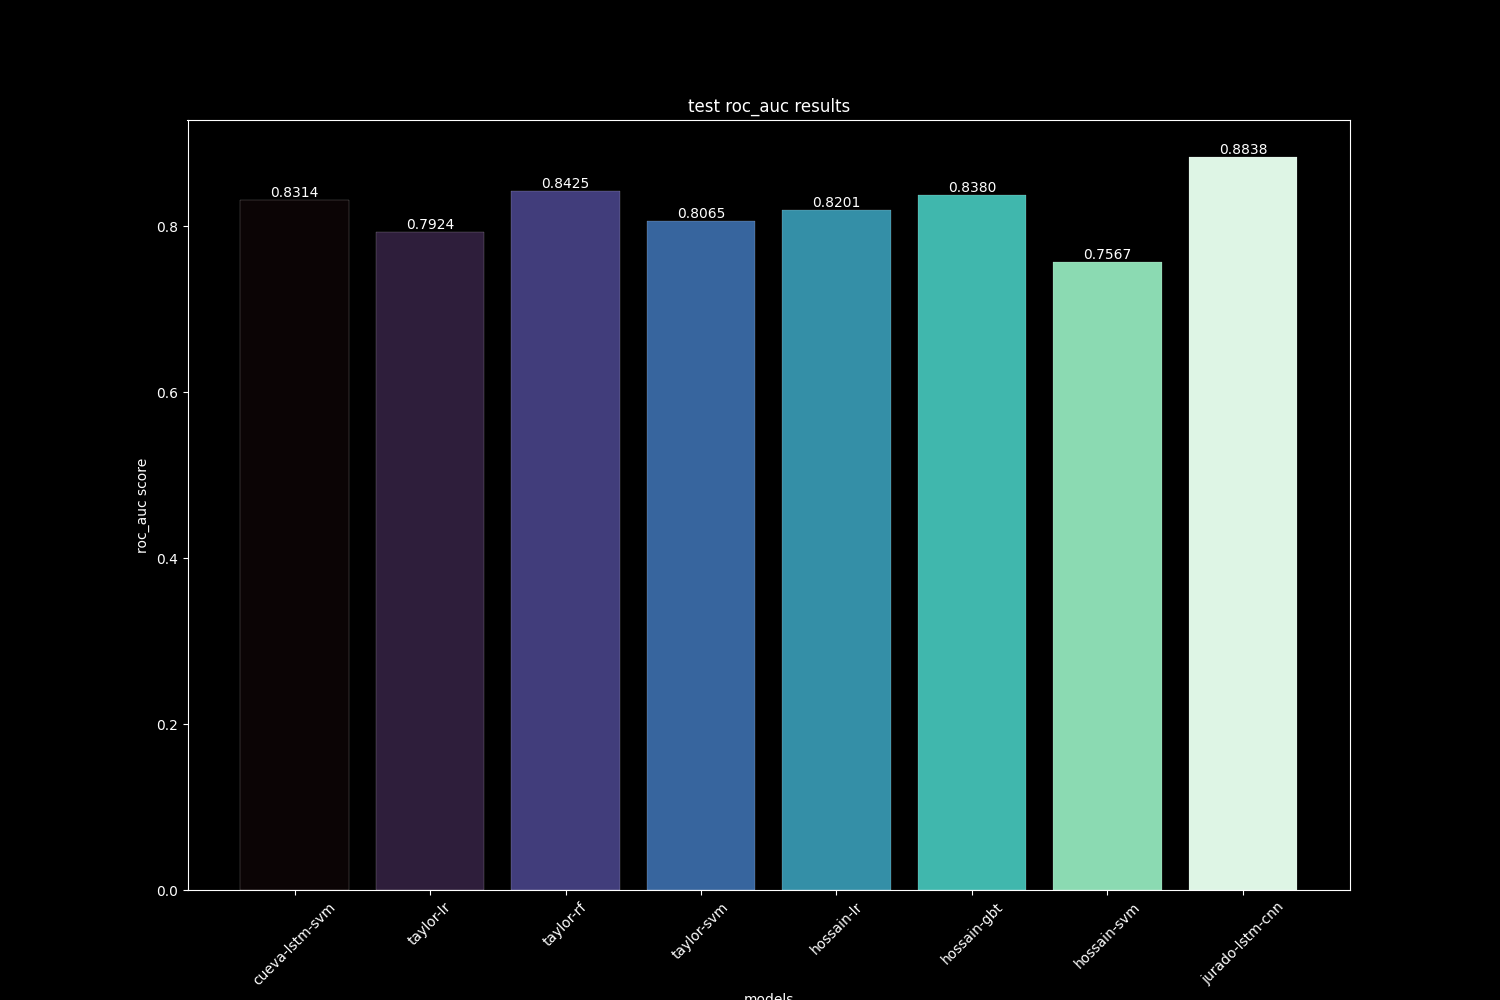 test roc_auc results
0.8314
0.7924
0.8425
0.8065
0.8201
0.8380
0.7567
0.8838
0.8
0.6
0.4
0.2
0.0
roc_auc score
cueva-lstm-svm
taylor-lr
taylor-rf
taylor-svm
hossain-lr
hossain-gbt
hossain-svm
jurado-lstm-cnn
models